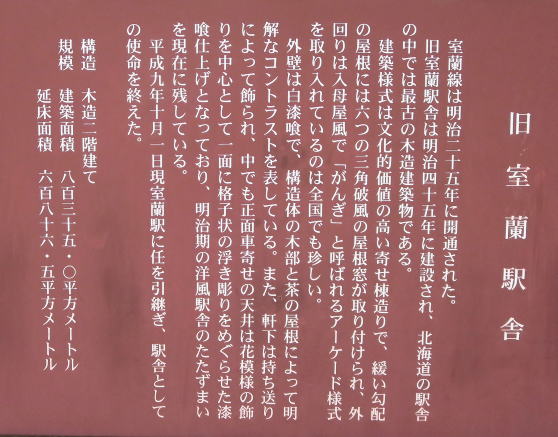 旧室蘭駅舎
室蘭線は明治二十五年に開通された。
旧室蘭駅舎は明治四十五年に建設され、北海道の駅舎
の中では最古の木造建築物である。
建築様式は文化的価値の高い寄せ棟造りで、緩い勾配
の屋根には六つの三角破風の屋根窓が取り付けられ、外
回りは入母屋風で「がんぎ」と呼ばれるアーケード様式
を取り入れているのは全国でも珍しい。
外壁は白漆喰で、構造体の木部と茶の屋根によって明
解なコントラストを表している。また、軒下は持ち送り
によって飾られ、中でも正面車寄せの天井は花模様の飾
りを中心として一面に格子状の浮き彫りをめぐらせた漆
喰仕上げとなっており、明治期の洋風駅舎のたたずまい
を現在に残している。
平成九年十月一日現室蘭駅に任を引継ぎ、駅舎として
の使命を終えた。
構造 木造二階建て
規模 建築面積 八百三十五・〇平方メートル
延床面積 六百八十六・五平方メートル